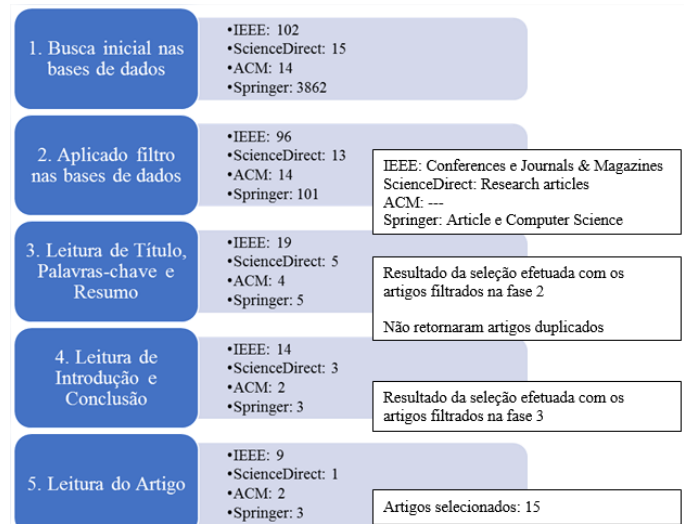 1. Busca inicial nas
bases de dados
•IEEE: 102
•ScienceDirect: 15
•ACM: 14
•Springer: 3862
2. Aplicado filtro
nas bases de dados
•IEEE: 96
•ScienceDirect: 13
•ACM: 14
•Springer: 101
IEEE: Conferences e Journals & Magazines
ScienceDirect: Research articles
ACM: ---
Springer: Article e Computer Science
3. Leitura de Título,
Palavras-chave e
Resumo
•IEEE: 19
•ScienceDirect: 5
•ACM: 4
•Springer: 5
Resultado da seleção efetuada com os
artigos filtrados na fase 2
Não retornaram artigos duplicados
4. Leitura de
Introdução e
Conclusão
•IEEE: 14
•ScienceDirect: 3
•ACM: 2
•Springer: 3
Resultado da seleção efetuada com os
artigos filtrados na fase 3
5. Leitura do Artigo
•IEEE: 9
•ScienceDirect: 1
•ACM: 2
•Springer: 3
Artigos selecionados: 15